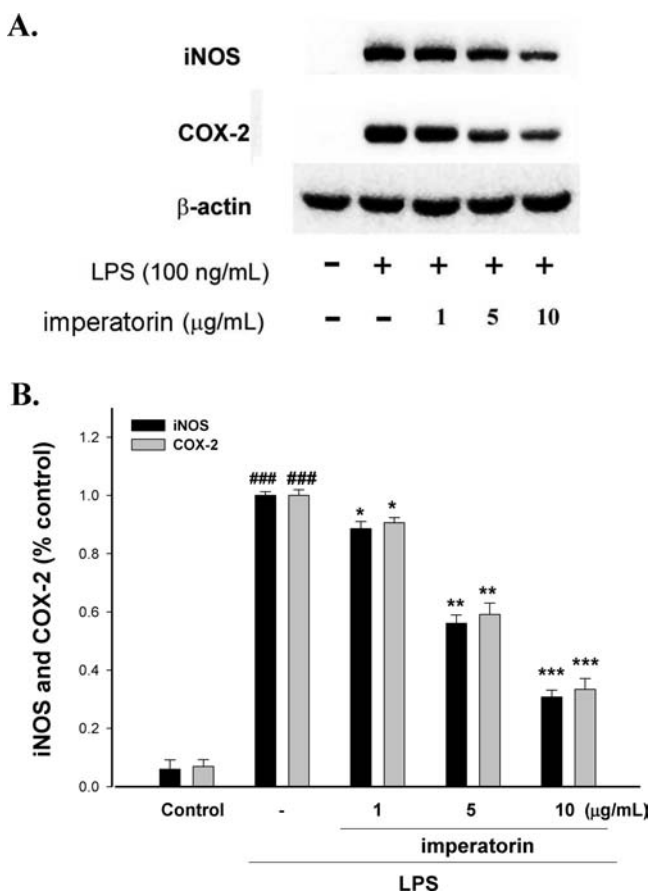 A.
iNOS
COX-2
β-actin
LPS (100 ng/mL) - + + + +
imperatorin (μg/mL) - - 1 5 10
B.
iNOS
COX-2
iNOS and COX-2 (% control)
1.2
1.0
0.8
0.6
0.4
0.2
0.0
### ###
* *
** **
*** ***
Control - 1 5 10 (μg/mL)
imperatorin
LPS